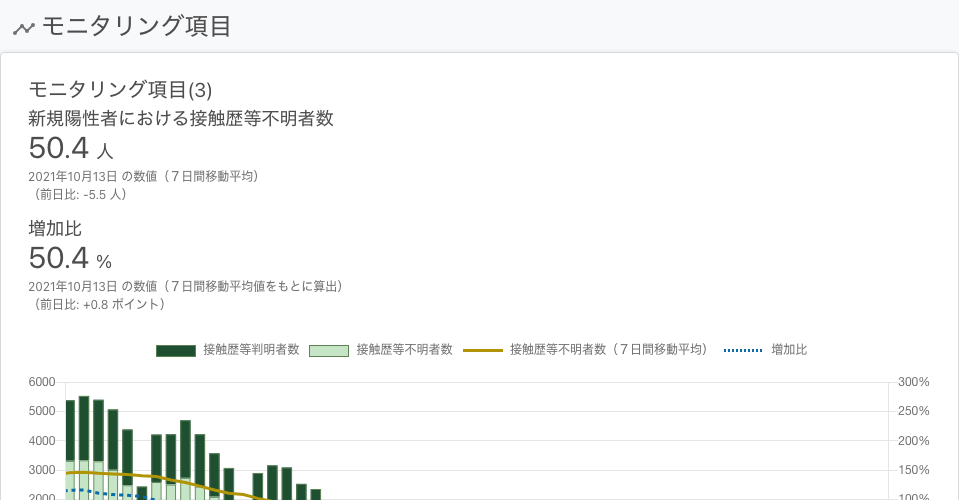 モニタリング項目
モニタリング項目(3)
新規陽性者における接触歴等不明者数
50.4 人
2021年10月13日 の数値（７日間移動平均）
（前日比: -5.5 人）
増加比
50.4 %
2021年10月13日 の数値（７日間移動平均値をもとに算出）
（前日比: +0.8 ポイント）
接触歴等判明者数 接触歴等不明者数 接触歴等不明者数（７日間移動平均） 増加比
6000 300%
5000 250%
4000 200%
3000 150%
2000 100%